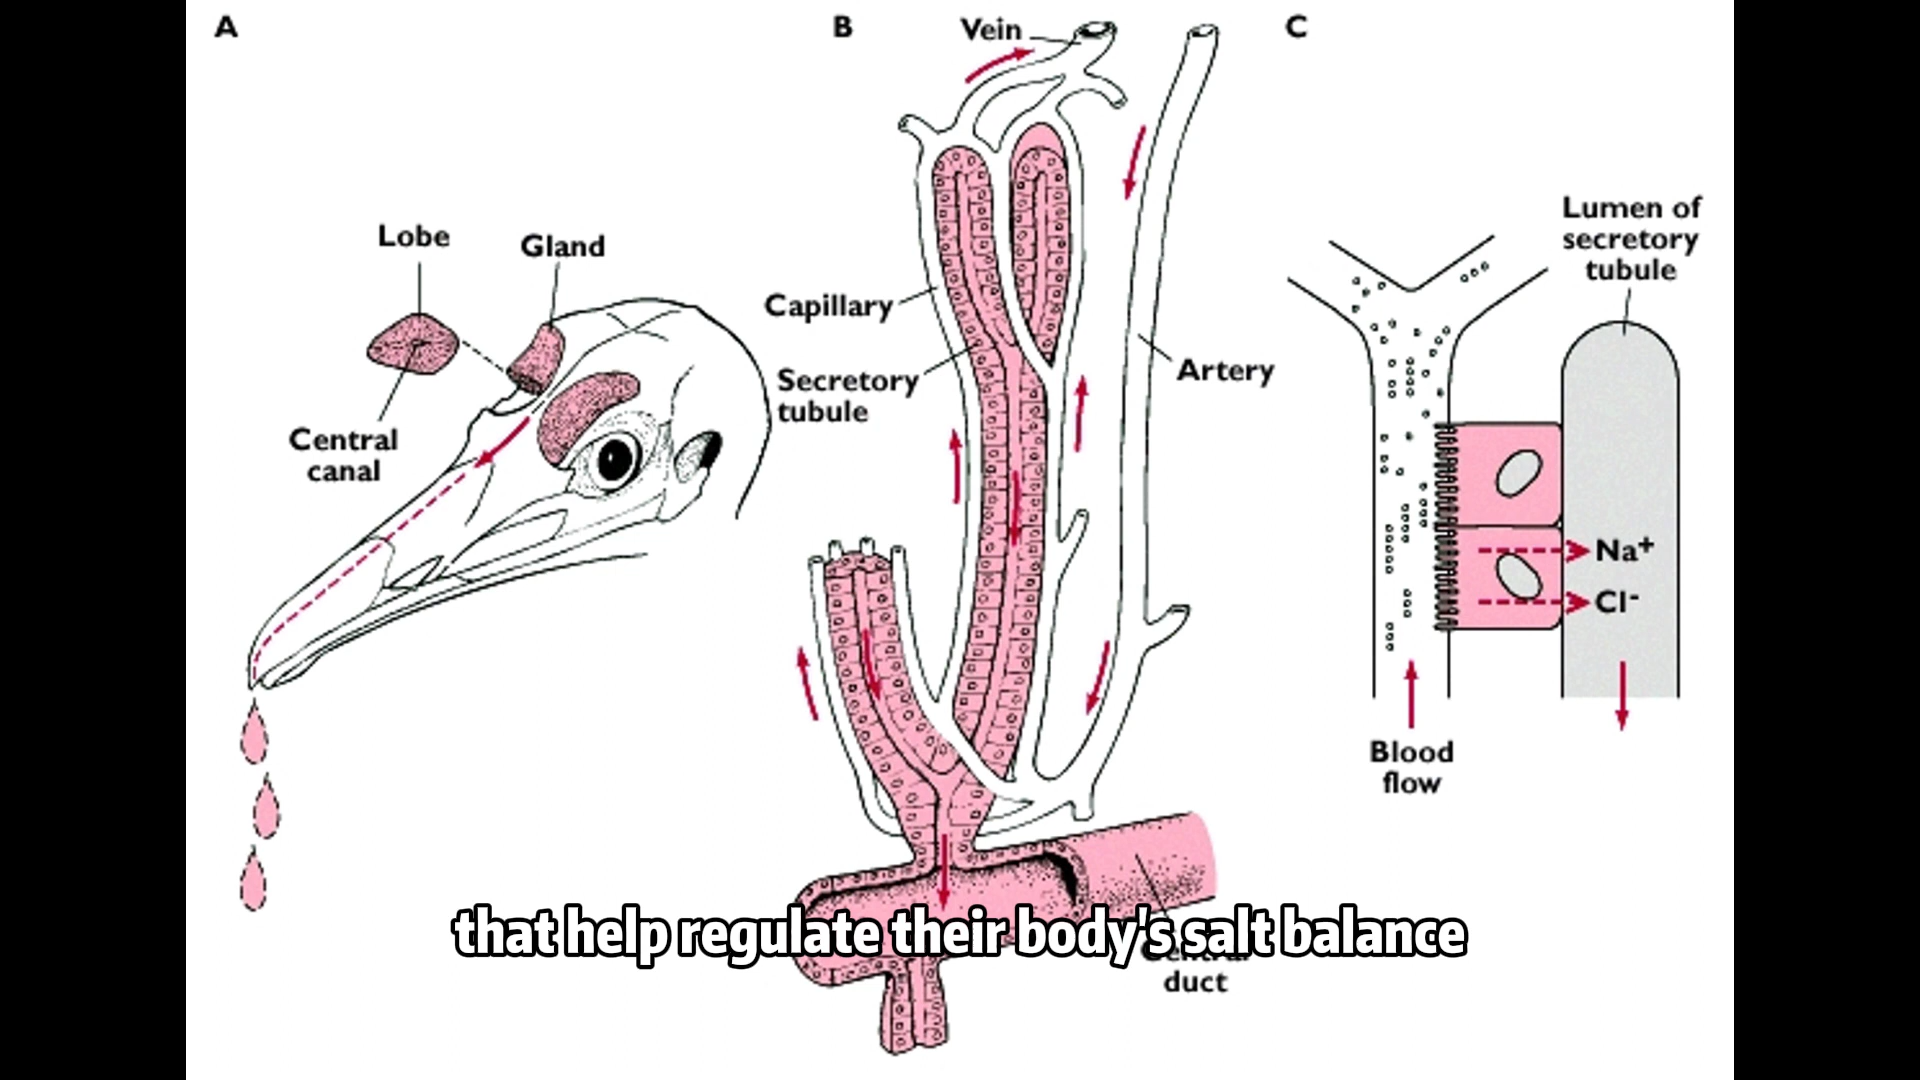 A
Lobe
Gland
Central
canal
B
Vein
Capillary
Secretory
tubule
Artery
duct
C
Lumen of
secretory
tubule
Na+
Cl-
Blood
flow
that help regulate their body's salt balance